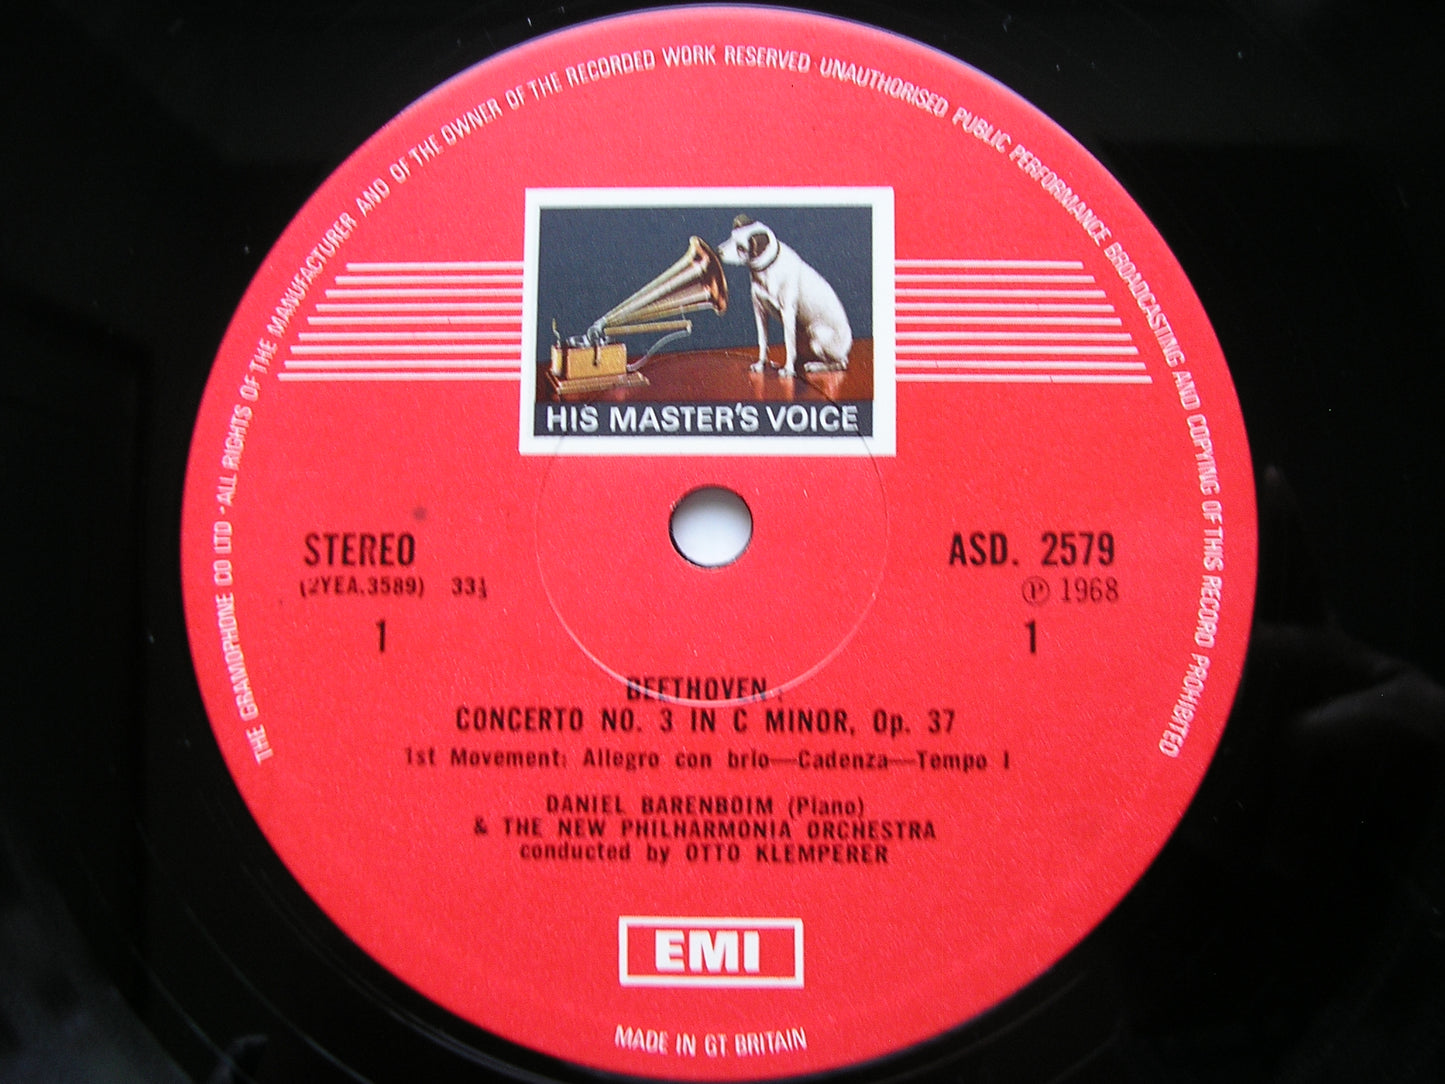 THE GRAMOPHONE CO LTD - ALL RIGHTS OF THE MANUFACTURER AND OF THE OWNER OF THE RECORDED WORK RESERVED UNAUTHORISED PUBLIC PERFORMANCE BROADCASTING AND COPYING OF THIS RECORD PROHIBITED
HIS MASTER'S VOICE
STEREO
(2YEA.3589) 33⅓
1
ASD. 2579
℗ 1968
1
BEETHOVEN:
CONCERTO NO. 3 IN C MINOR, Op. 37
1st Movement: Allegro con brio—Cadenza—Tempo I
DANIEL BARENBOIM (Piano)
& THE NEW PHILHARMONIA ORCHESTRA
conducted by OTTO KLEMPERER
EMI
MADE IN GT BRITAIN